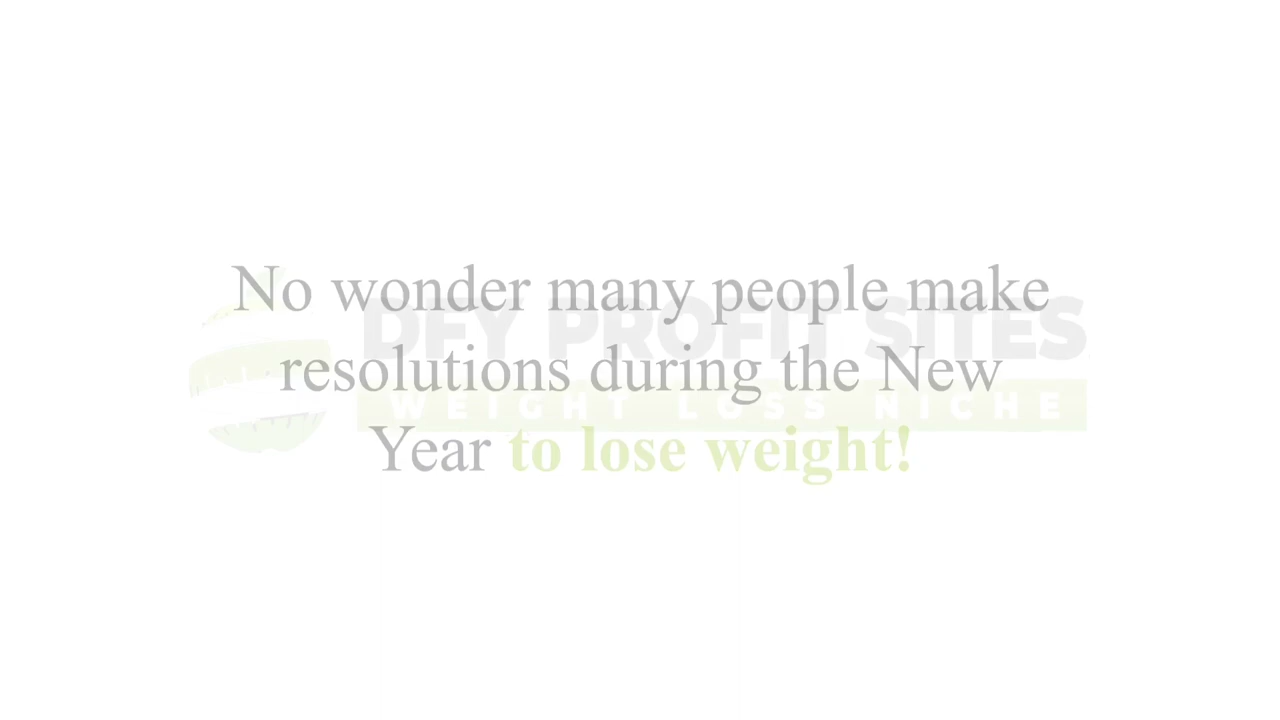 No wonder many people make
resolutions during the New
Year to lose weight!
DFY PROFIT SITES
WEIGHT LOSS NICHE